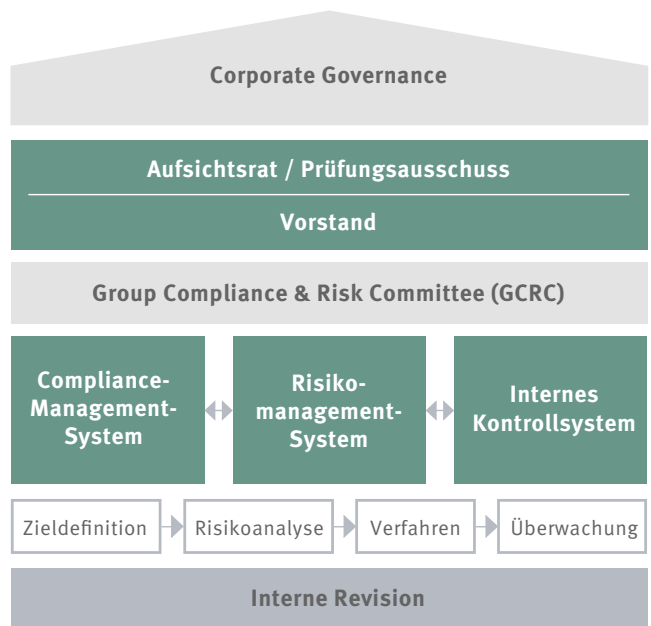 Corporate Governance
Aufsichtsrat / Prüfungsausschuss
Vorstand
Group Compliance & Risk Committee (GCRC)
Compliance-
Management-
System
Risiko-
management-
System
Internes
Kontrollsystem
Zieldefinition
Risikoanalyse
Verfahren
Überwachung
Interne Revision